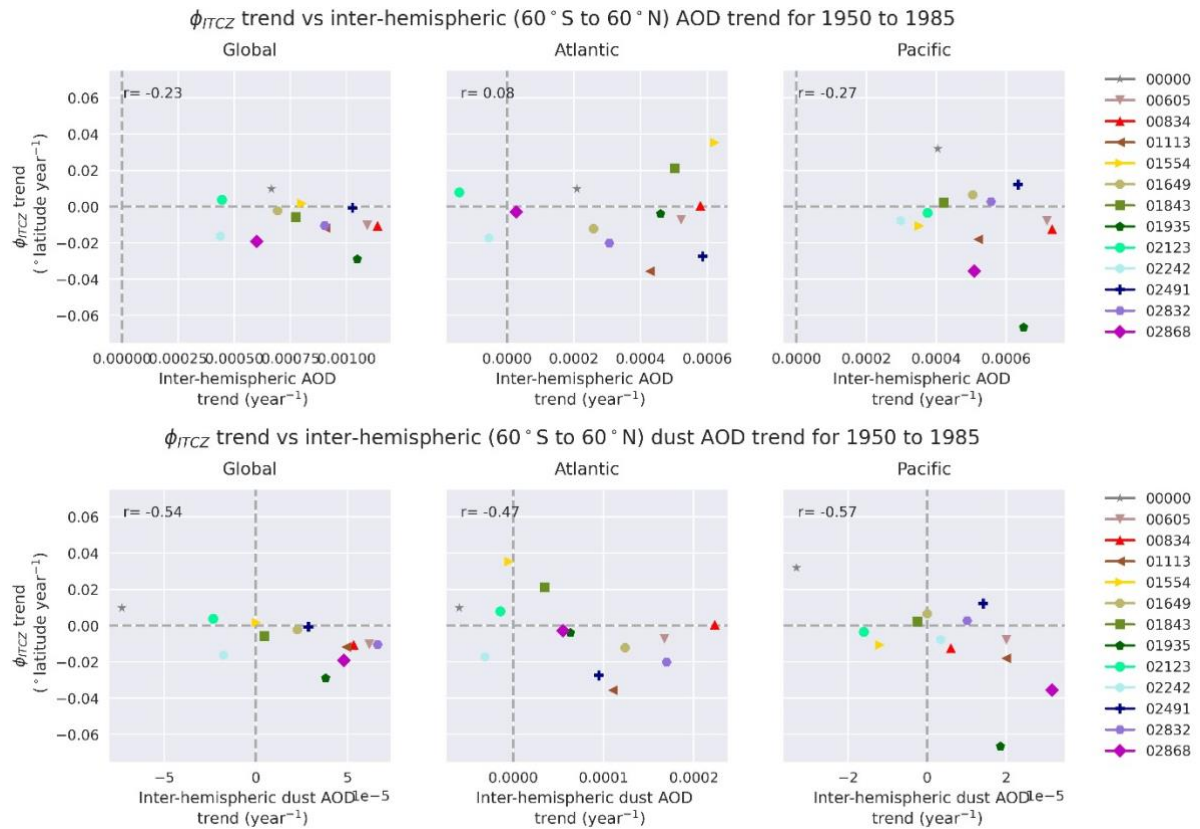 ϕITCZ trend vs inter-hemispheric (60°S to 60°N) AOD trend for 1950 to 1985
Global Atlantic Pacific
r= -0.23
r= 0.08
r= -0.27
0.06
0.04
0.02
0.00
−0.02
−0.04
−0.06
ϕITCZ trend
(°latitude year⁻¹)
0.00000 0.00025 0.00050 0.00075 0.00100
Inter-hemispheric AOD
trend (year⁻¹)
0.0000 0.0002 0.0004 0.0006
Inter-hemispheric AOD
trend (year⁻¹)
0.0000 0.0002 0.0004 0.0006
Inter-hemispheric AOD
trend (year⁻¹)
00000
00605
00834
01113
01554
01649
01843
01935
02123
02242
02491
02832
02868
ϕITCZ trend vs inter-hemispheric (60°S to 60°N) dust AOD trend for 1950 to 1985
Global Atlantic Pacific
r= -0.54
r= -0.47
r= -0.57
0.06
0.04
0.02
0.00
−0.02
−0.04
−0.06
ϕITCZ trend
(°latitude year⁻¹)
−5 0 5
1e−5
Inter-hemispheric dust AOD
trend (year⁻¹)
0.0000 0.0001 0.0002
Inter-hemispheric dust AOD
trend (year⁻¹)
−2 0 2
1e−5
Inter-hemispheric dust AOD
trend (year⁻¹)
00000
00605
00834
01113
01554
01649
01843
01935
02123
02242
02491
02832
02868